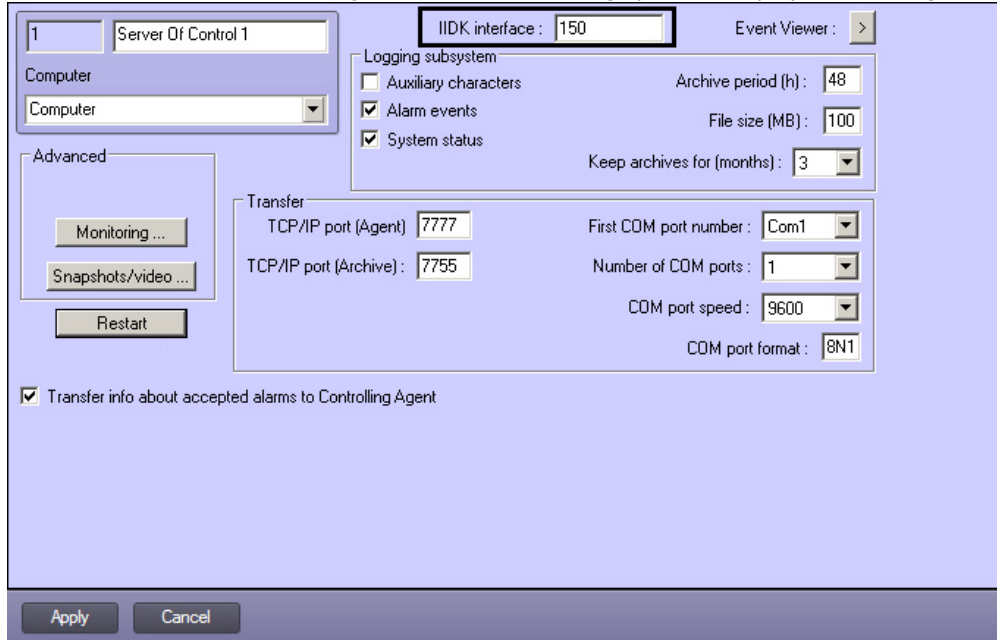 1 Server Of Control 1
IIDK interface : 150
Event Viewer : >
Computer
Computer
Logging subsystem
Auxiliary characters
Alarm events
System status
Archive period (h) : 48
File size (MB) : 100
Keep archives for (months) : 3
Advanced
Monitoring ...
Snapshots/video ...
Restart
Transfer
TCP/IP port (Agent) 7777
TCP/IP port (Archive) : 7755
First COM port number : Com1
Number of COM ports : 1
COM port speed : 9600
COM port format : 8N1
Transfer info about accepted alarms to Controlling Agent
Apply Cancel